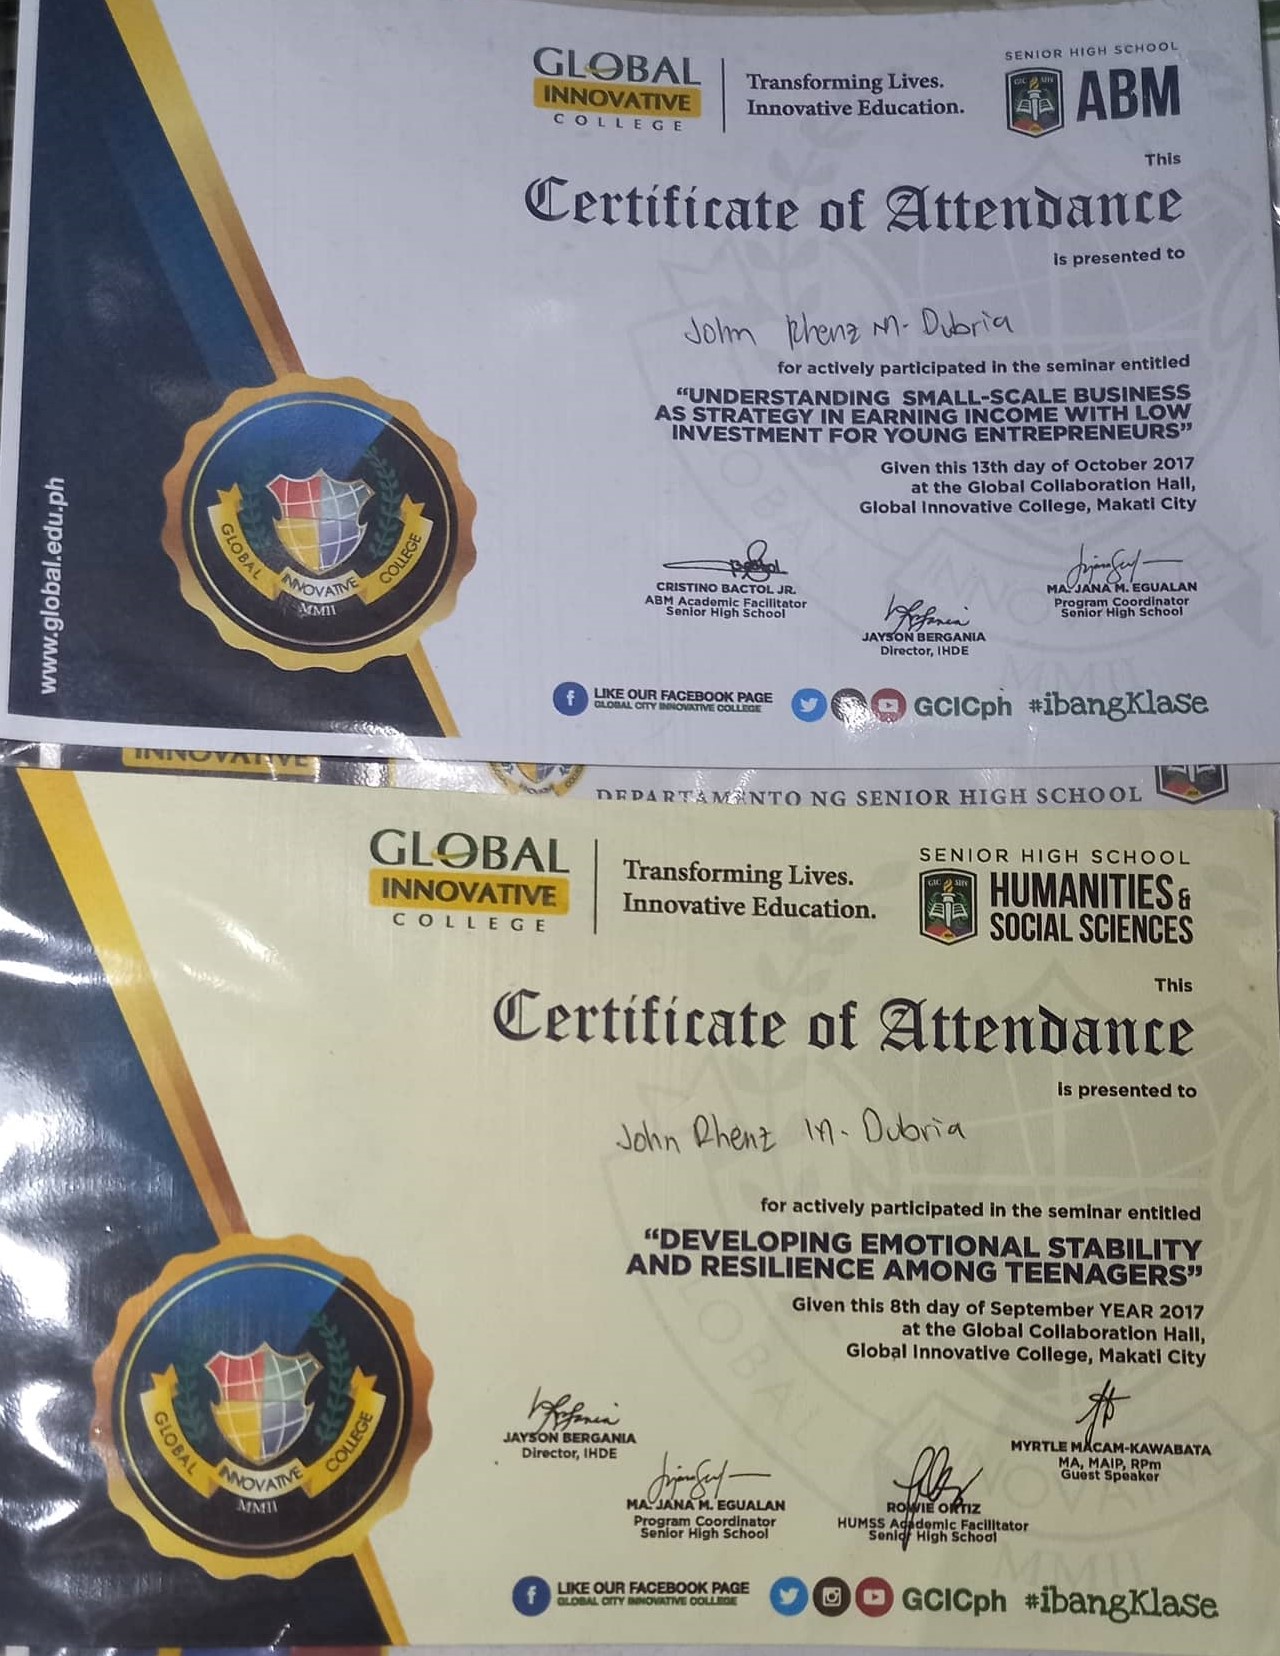 GLOBAL
INNOVATIVE
COLLEGE
Transforming Lives.
Innovative Education.
SENIOR HIGH SCHOOL
GIC SHS
ABM
This
Certificate of Attendance
is presented to
John Rhenz M. Dubria
for actively participated in the seminar entitled
“UNDERSTANDING SMALL-SCALE BUSINESS
AS STRATEGY IN EARNING INCOME WITH LOW
INVESTMENT FOR YOUNG ENTREPRENEURS”
Given this 13th day of October 2017
at the Global Collaboration Hall,
Global Innovative College, Makati City
www.global.edu.ph
GLOBAL INNOVATIVE COLLEGE
MMII
CRISTINO BACTOL JR.
ABM Academic Facilitator
Senior High School
JAYSON BERGANIA
Director, IHDE
MA. JANA M. EGUALAN
Program Coordinator
Senior High School
LIKE OUR FACEBOOK PAGE
GLOBAL CITY INNOVATIVE COLLEGE
GCICph #ibangKlase
INNOVATIVE
DEPARTAMENTO NG SENIOR HIGH SCHOOL
GLOBAL
INNOVATIVE
COLLEGE
Transforming Lives.
Innovative Education.
SENIOR HIGH SCHOOL
GIC SHS
HUMANITIES &
SOCIAL SCIENCES
This
Certificate of Attendance
is presented to
John Rhenz M. Dubria
for actively participated in the seminar entitled
“DEVELOPING EMOTIONAL STABILITY
AND RESILIENCE AMONG TEENAGERS”
Given this 8th day of September YEAR 2017
at the Global Collaboration Hall,
Global Innovative College, Makati City
GLOBAL INNOVATIVE COLLEGE
MMII
JAYSON BERGANIA
Director, IHDE
MA. JANA M. EGUALAN
Program Coordinator
Senior High School
ROWIE ORTIZ
HUMSS Academic Facilitator
Senior High School
MYRTLE MACAM-KAWABATA
MA, MAIP, RPm
Guest Speaker
LIKE OUR FACEBOOK PAGE
GLOBAL CITY INNOVATIVE COLLEGE
GCICph #ibangKlase